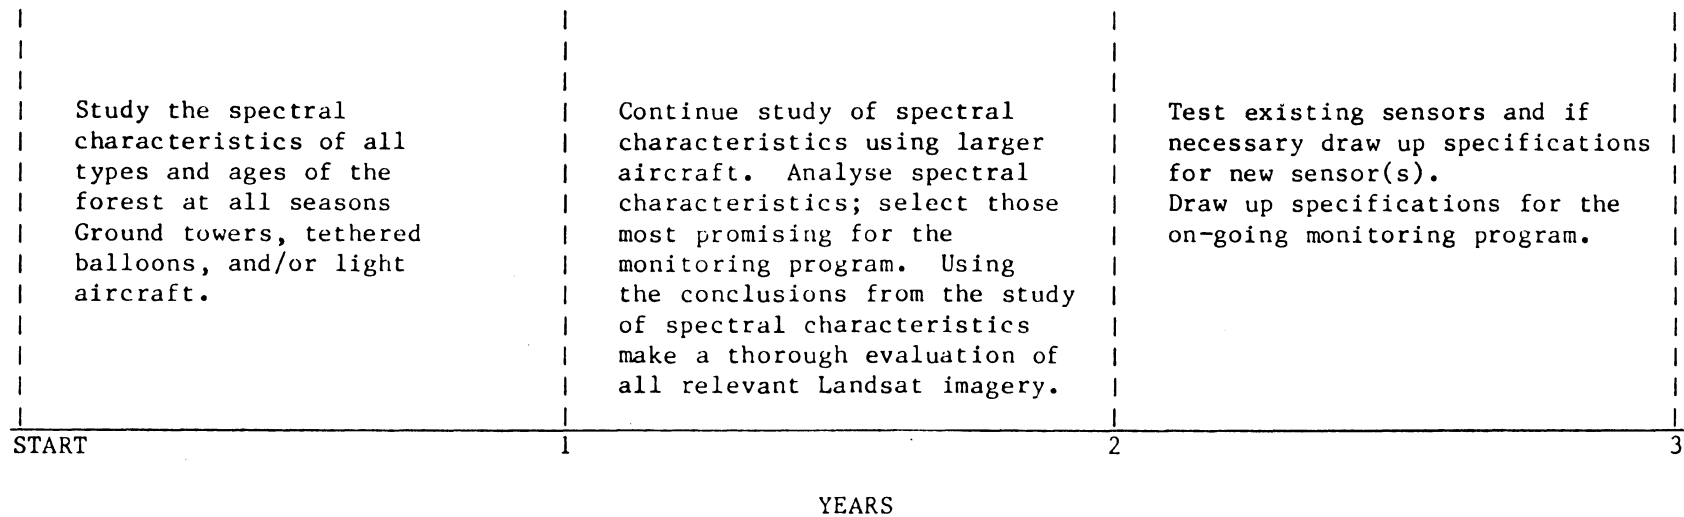 Study the spectral
characteristics of all
types and ages of the
forest at all seasons
Ground towers, tethered
balloons, and/or light
aircraft.
Continue study of spectral
characteristics using larger
aircraft. Analyse spectral
characteristics; select those
most promising for the
monitoring program. Using
the conclusions from the study
of spectral characteristics
make a thorough evaluation of
all relevant Landsat imagery.
Test existing sensors and if
necessary draw up specifications
for new sensor(s).
Draw up specifications for the
on-going monitoring program.
START 1 2 3
YEARS